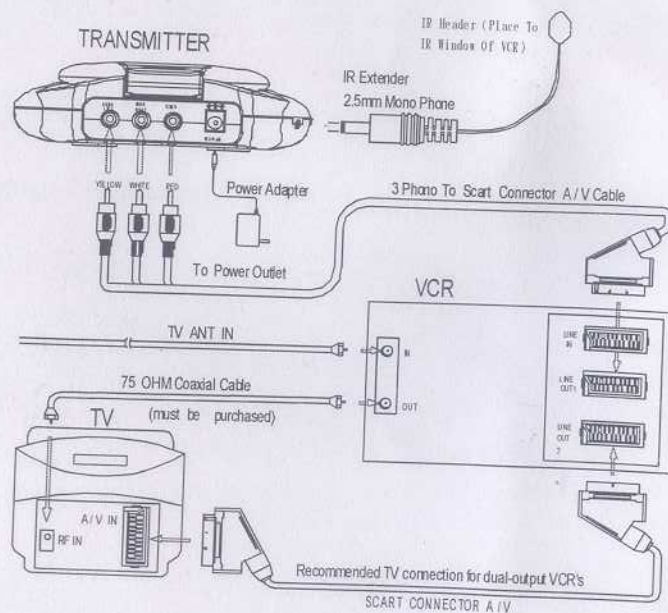 IR Header (Place To
IR Window Of VCR)
TRANSMITTER
IR Extender
2.5mm Mono Phone
YELLOW WHITE RED
Power Adapter
3 Phono To Scart Connector A/V Cable
To Power Outlet
VCR
TV ANT IN
IN
LINE
IN
75 OHM Coaxial Cable
(must be purchased)
OUT
LINE
OUT1
TV
LINE
OUT
2
A/V IN
RF IN
Recommended TV connection for dual-output VCR's
SCART CONNECTOR A/V